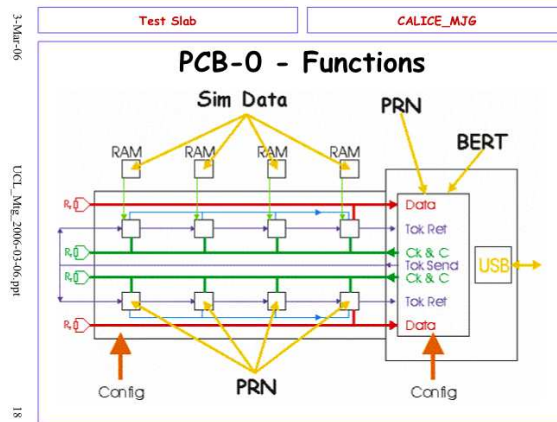 3-Mar-06
Test Slab
CALICE_MJG
PCB-0 - Functions
Sim Data
PRN
BERT
RAM RAM RAM RAM
Data
Tok Ret
Ck & C
Tok Send
Ck & C
USB
Tok Ret
Data
PRN
Config
Config
UCL_Mtg_2006-03-06.ppt
18